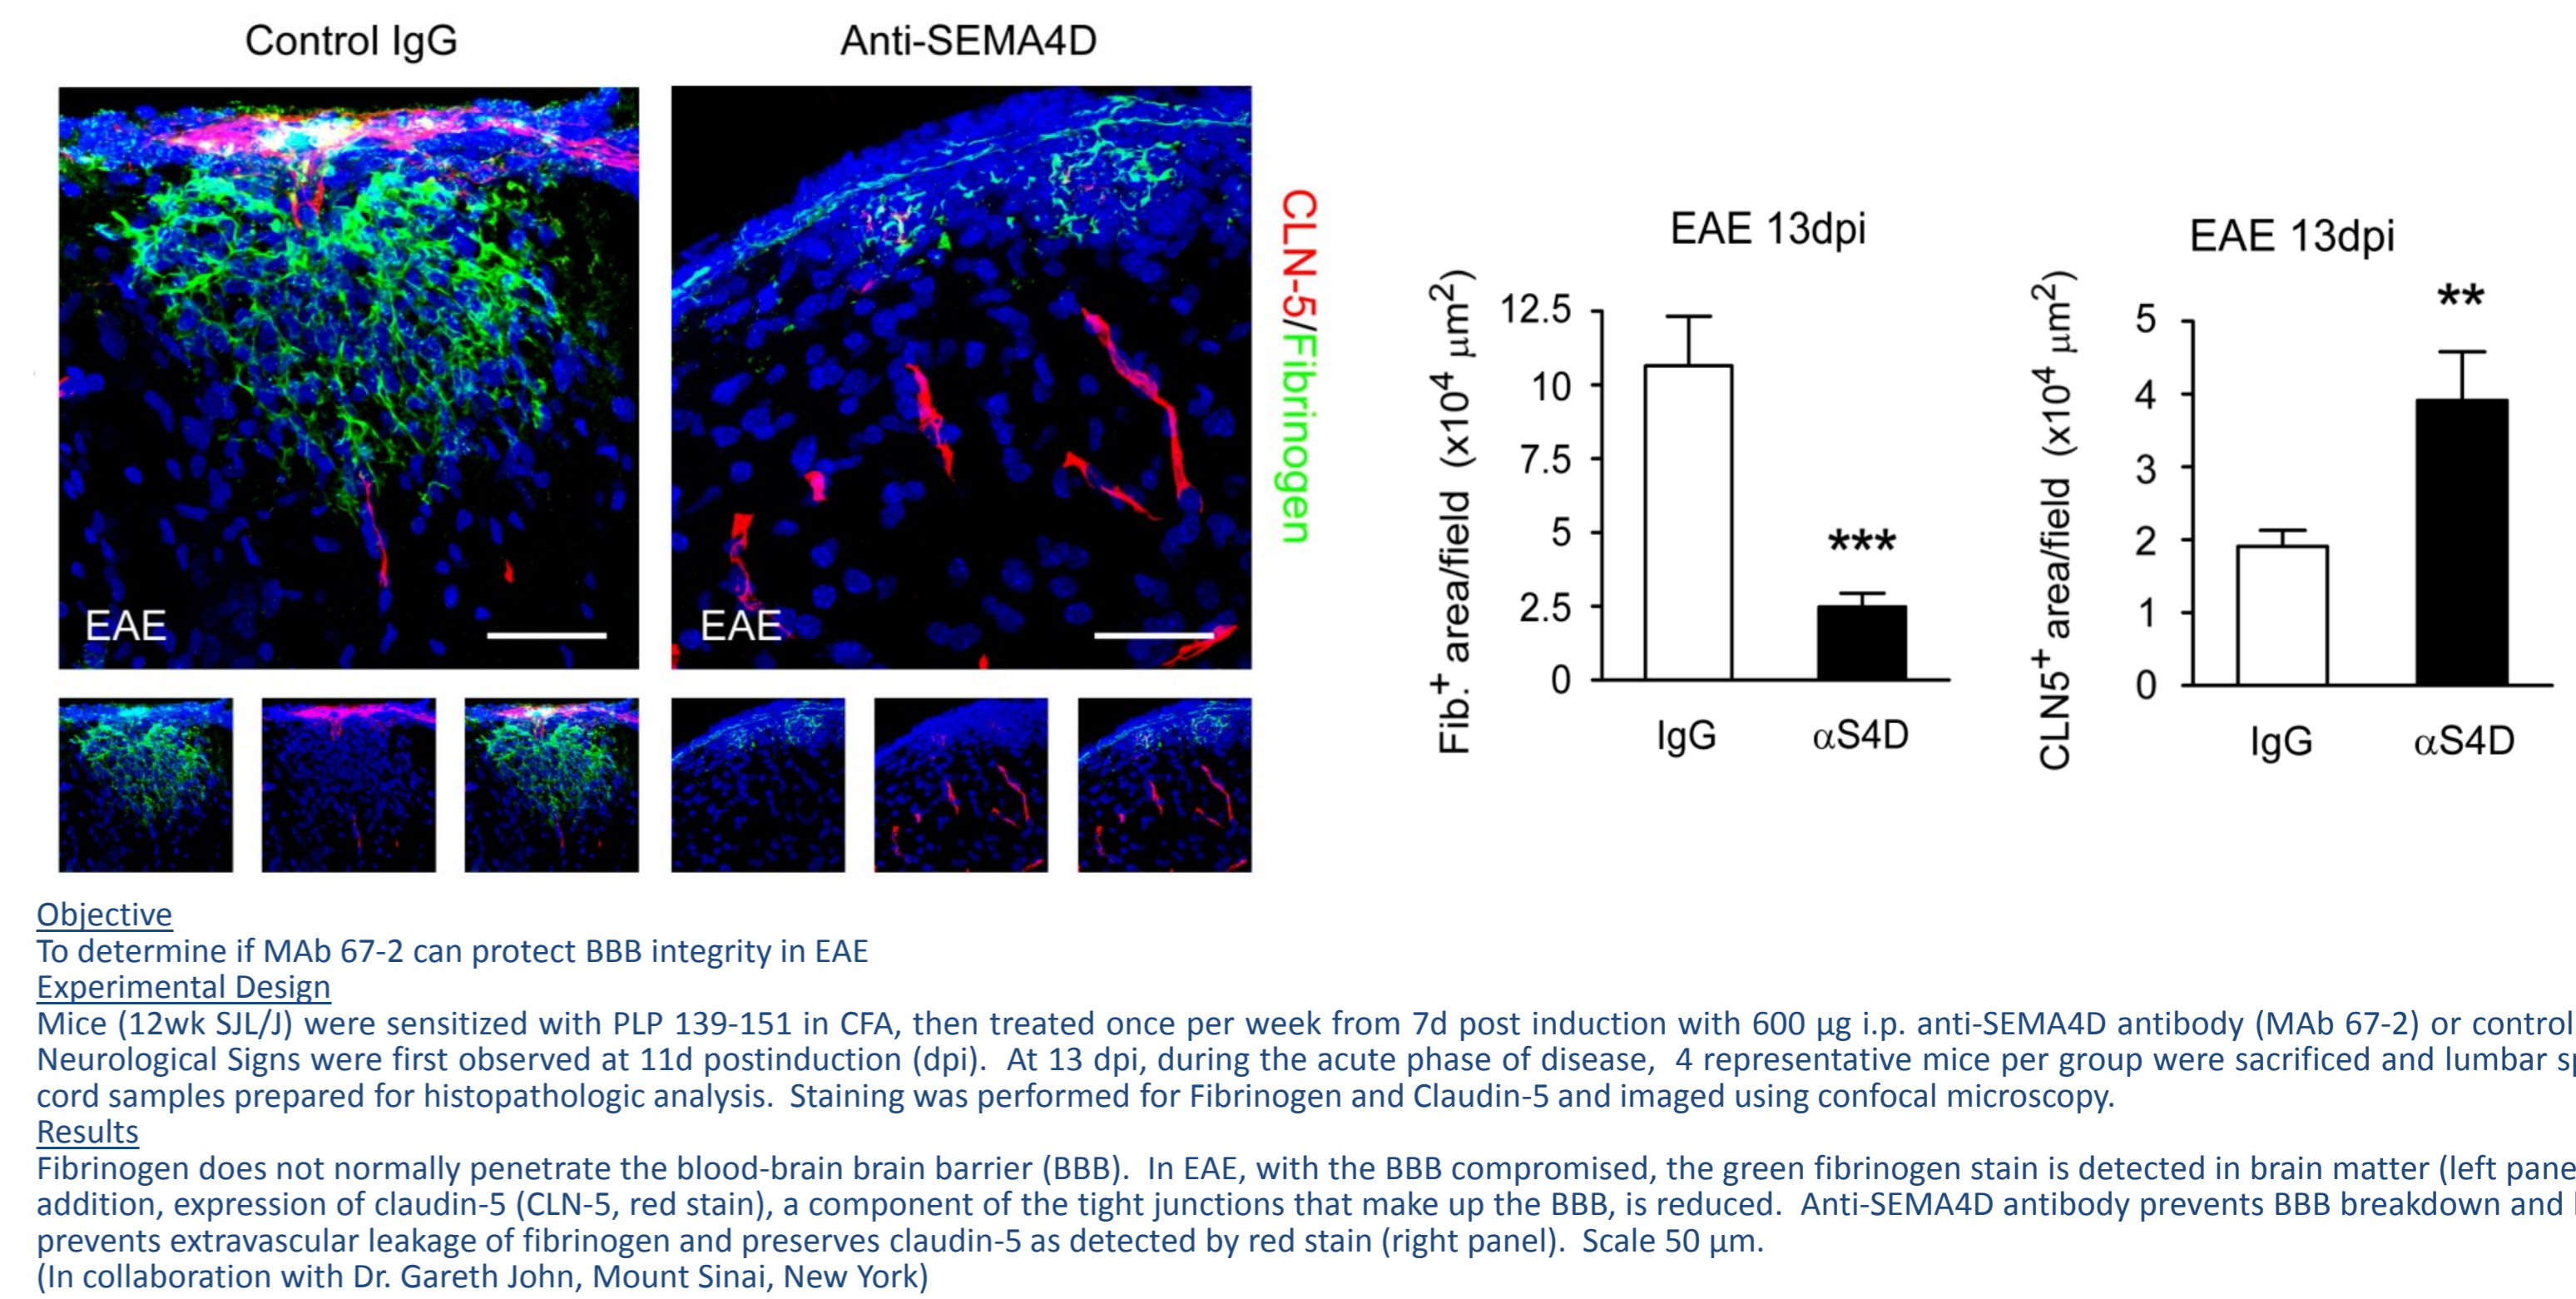 Control IgG
Anti-SEMA4D
EAE
EAE
CLN-5/Fibrinogen
EAE 13dpi
Fib.⁺ area/field (x10⁴ μm²)
12.5
10
7.5
5
2.5
0
***
IgG
αS4D
EAE 13dpi
CLN5⁺ area/field (x10⁴ μm²)
5
4
3
2
1
0
**
IgG
αS4D
Objective
To determine if MAb 67-2 can protect BBB integrity in EAE
Experimental Design
Mice (12wk SJL/J) were sensitized with PLP 139-151 in CFA, then treated once per week from 7d post induction with 600 μg i.p. anti-SEMA4D antibody (MAb 67-2) or control
Neurological Signs were first observed at 11d postinduction (dpi). At 13 dpi, during the acute phase of disease, 4 representative mice per group were sacrificed and lumbar
cord samples prepared for histopathologic analysis. Staining was performed for Fibrinogen and Claudin-5 and imaged using confocal microscopy.
Results
Fibrinogen does not normally penetrate the blood-brain brain barrier (BBB). In EAE, with the BBB compromised, the green fibrinogen stain is detected in brain matter (left
addition, expression of claudin-5 (CLN-5, red stain), a component of the tight junctions that make up the BBB, is reduced. Anti-SEMA4D antibody prevents BBB breakdown and
prevents extravascular leakage of fibrinogen and preserves claudin-5 as detected by red stain (right panel). Scale 50 μm.
(In collaboration with Dr. Gareth John, Mount Sinai, New York)